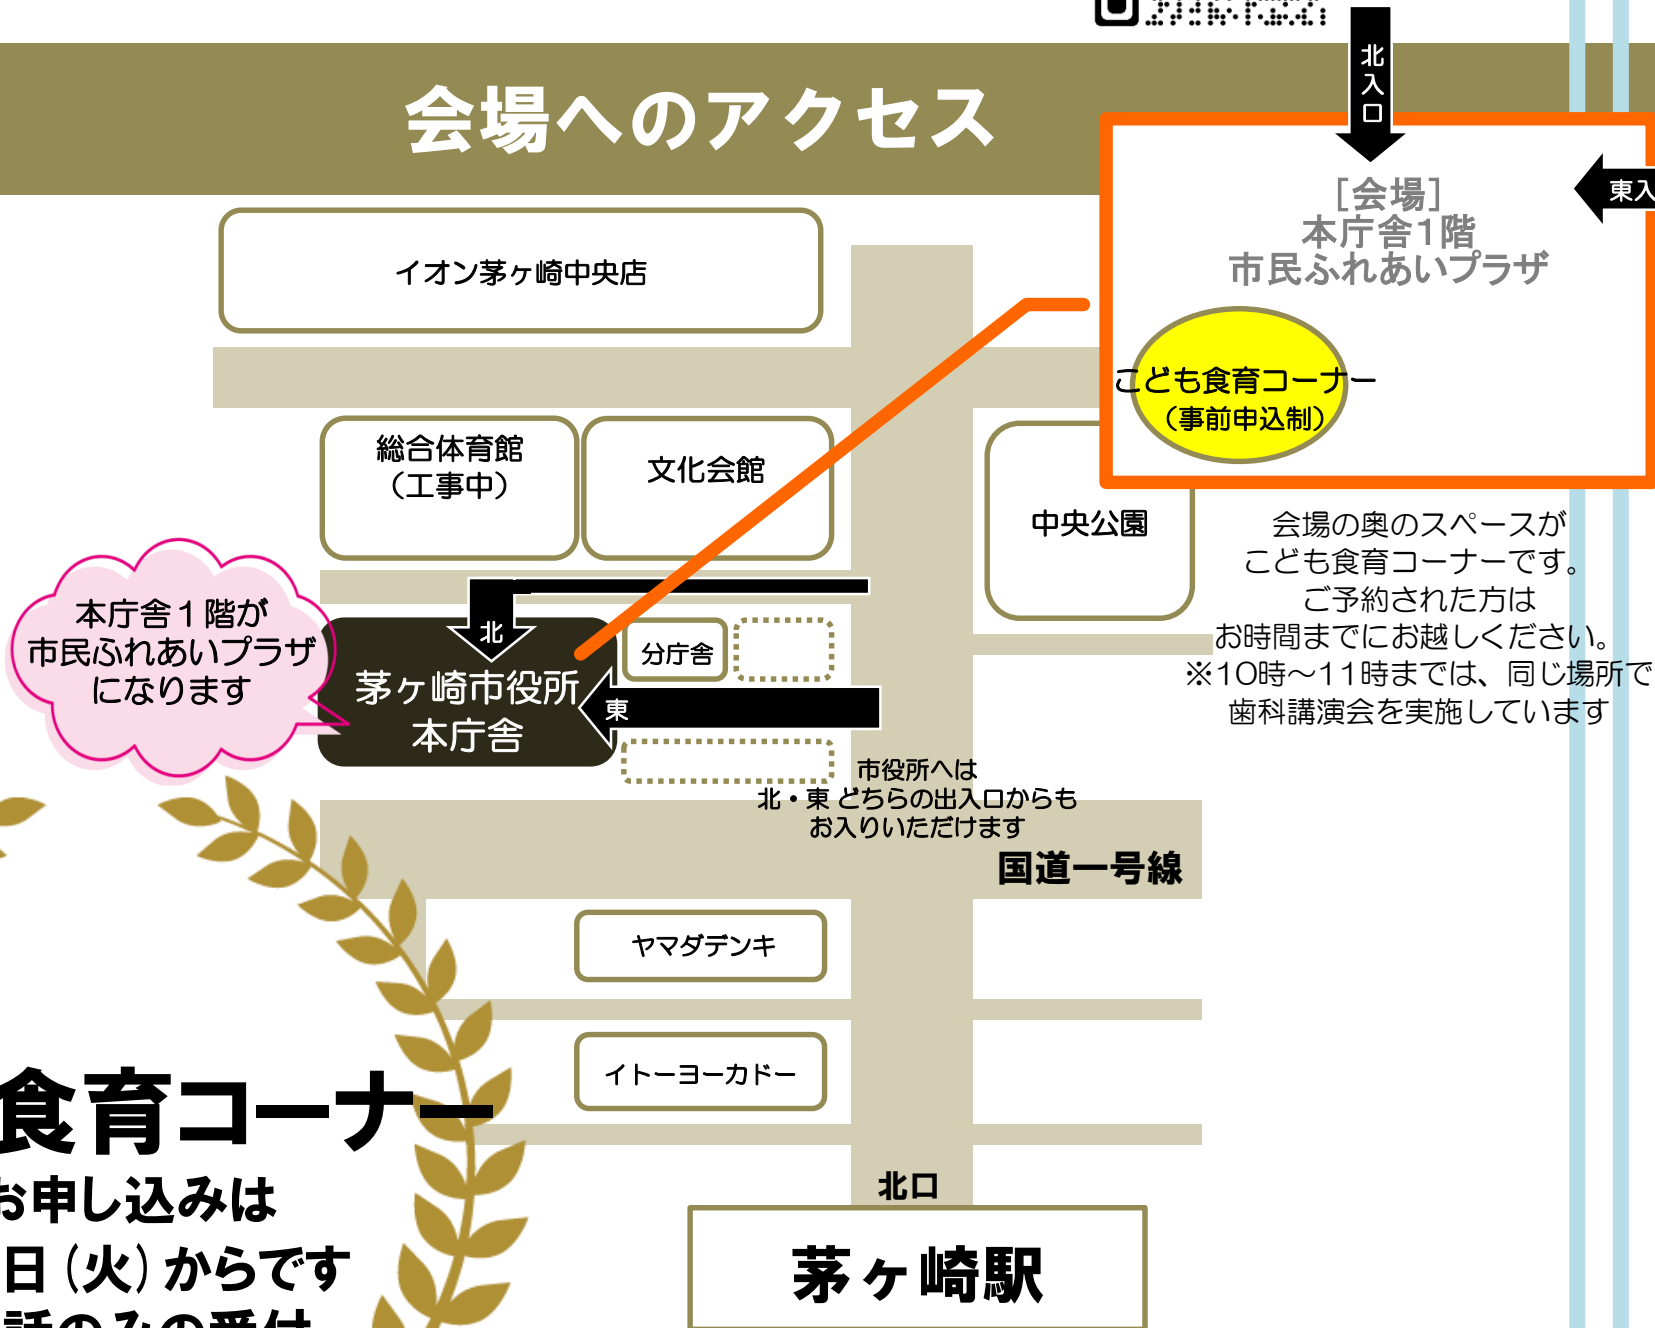 会場へのアクセス
北入口
東入
[会場]
本庁舎1階
市民ふれあいプラザ
こども食育コーナー
（事前申込制）
会場の奥のスペースが
こども食育コーナーです。
ご予約された方は
お時間までにお越しください。
※10時～11時までは、同じ場所で
歯科講演会を実施しています
イオン茅ヶ崎中央店
総合体育館
（工事中）
文化会館
中央公園
本庁舎１階が
市民ふれあいプラザ
になります
北
分庁舎
茅ヶ崎市役所
本庁舎
東
市役所へは
北・東 どちらの出入口からも
お入りいただけます
国道一号線
ヤマダデンキ
イトーヨーカドー
北口
茅ヶ崎駅
食育コーナー
お申し込みは
日（火）からです
話のみの受付